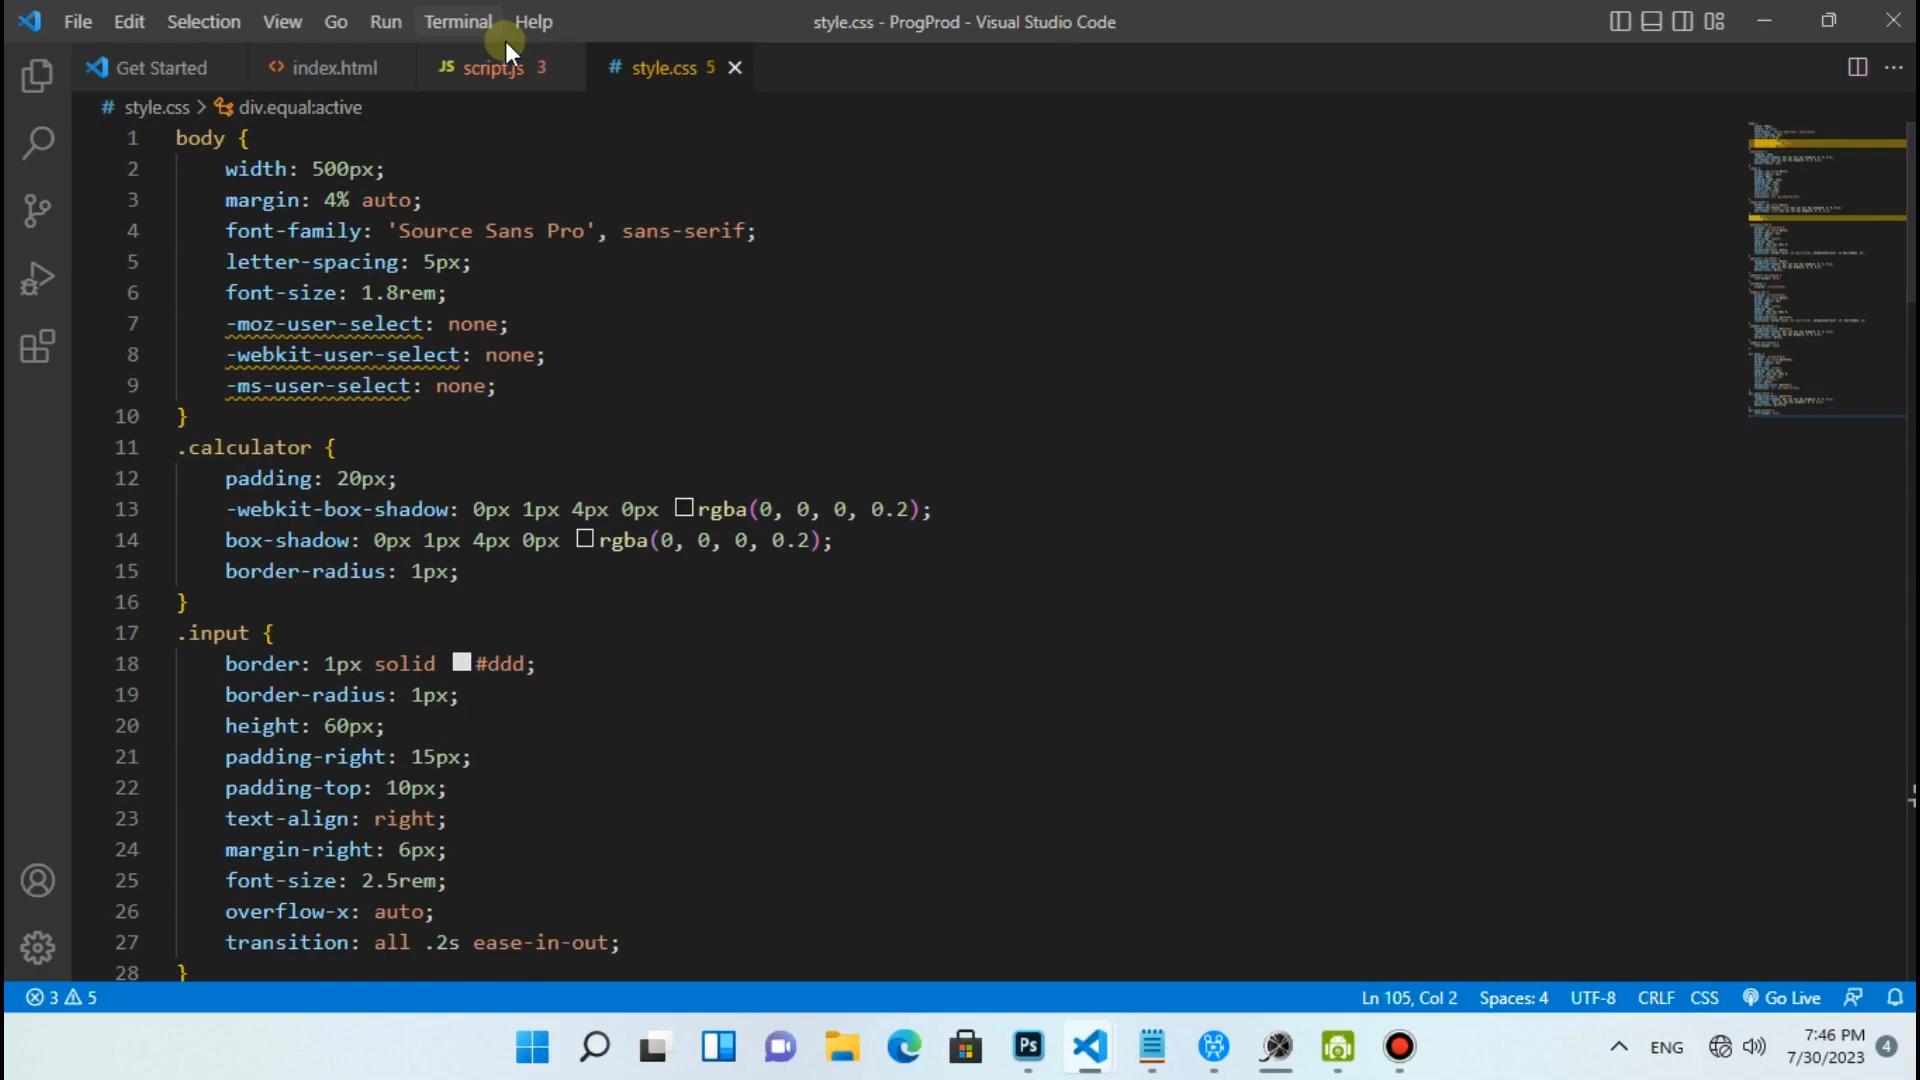 File Edit Selection View Go Run Terminal Help style.css - ProgProd - Visual Studio Code
Get Started <> index.html JS script.js 3 # style.css 5
# style.css > div.equal:active
1 body {
2 width: 500px;
3 margin: 4% auto;
4 font-family: 'Source Sans Pro', sans-serif;
5 letter-spacing: 5px;
6 font-size: 1.8rem;
7 -moz-user-select: none;
8 -webkit-user-select: none;
9 -ms-user-select: none;
10 }
11 .calculator {
12 padding: 20px;
13 -webkit-box-shadow: 0px 1px 4px 0px rgba(0, 0, 0, 0.2);
14 box-shadow: 0px 1px 4px 0px rgba(0, 0, 0, 0.2);
15 border-radius: 1px;
16 }
17 .input {
18 border: 1px solid #ddd;
19 border-radius: 1px;
20 height: 60px;
21 padding-right: 15px;
22 padding-top: 10px;
23 text-align: right;
24 margin-right: 6px;
25 font-size: 2.5rem;
26 overflow-x: auto;
27 transition: all .2s ease-in-out;
28 }
3 5 Ln 105, Col 2 Spaces: 4 UTF-8 CRLF CSS Go Live
Ps ENG 7:46 PM 4
7/30/2023